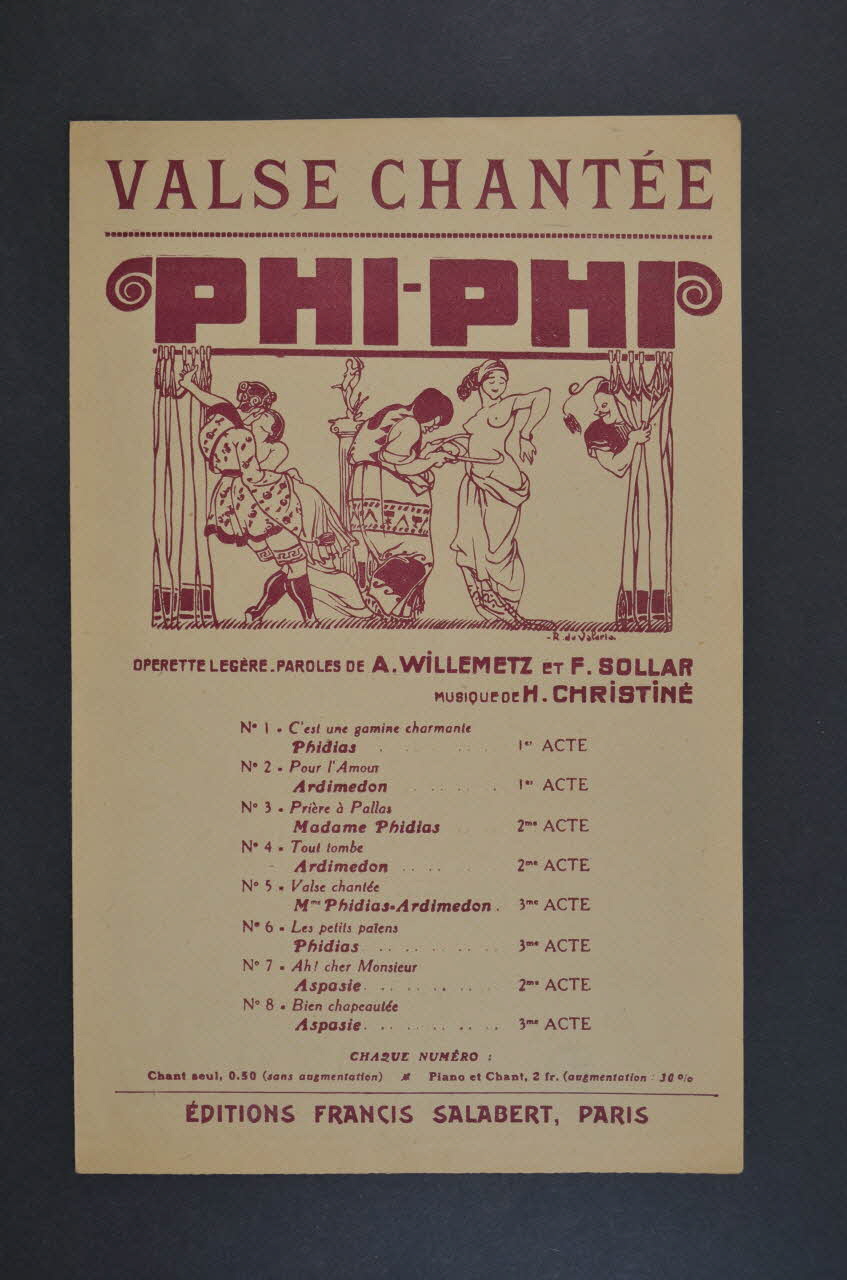 VALSE CHANTÉE
PHI-PHI
-R. de Valerio.
OPERETTE LEGÈRE_PAROLES DE A. WILLEMETZ ET F. SOLLAR
MUSIQUE DE H. CHRISTINÉ
N° 1 - C'est une gamine charmante
Phidias . . . . . . 1er ACTE
N° 2 - Pour l'Amour
Ardimedon . . . . . . 1er ACTE
N° 3 - Prière à Pallas
Madame Phidias . . . 2me ACTE
N° 4 - Tout tombe
Ardimedon . . . . . 2me ACTE
N° 5 - Valse chantée
Mme Phidias=Ardimedon . 3me ACTE
N° 6 - Les petits païens
Phidias . . . . . . . . 3me ACTE
N° 7 - Ah! cher Monsieur
Aspasie . . . . . . . . 2me ACTE
N° 8 - Bien chapeautée
Aspasie . . . . . . . . 3me ACTE
CHAQUE NUMÉRO :
Chant seul, 0.50 (sans augmentation) Piano et Chant, 2 fr. (augmentation : 30 %
ÉDITIONS FRANCIS SALABERT, PARIS